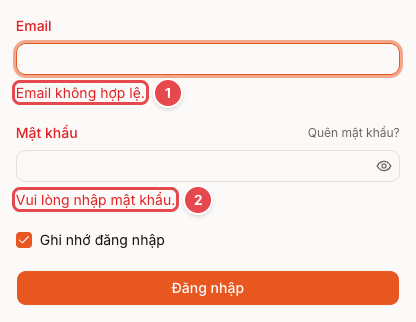 Email
Email không hợp lệ. 1
Mật khẩu Quên mật khẩu?
Vui lòng nhập mật khẩu. 2
Ghi nhớ đăng nhập
Đăng nhập